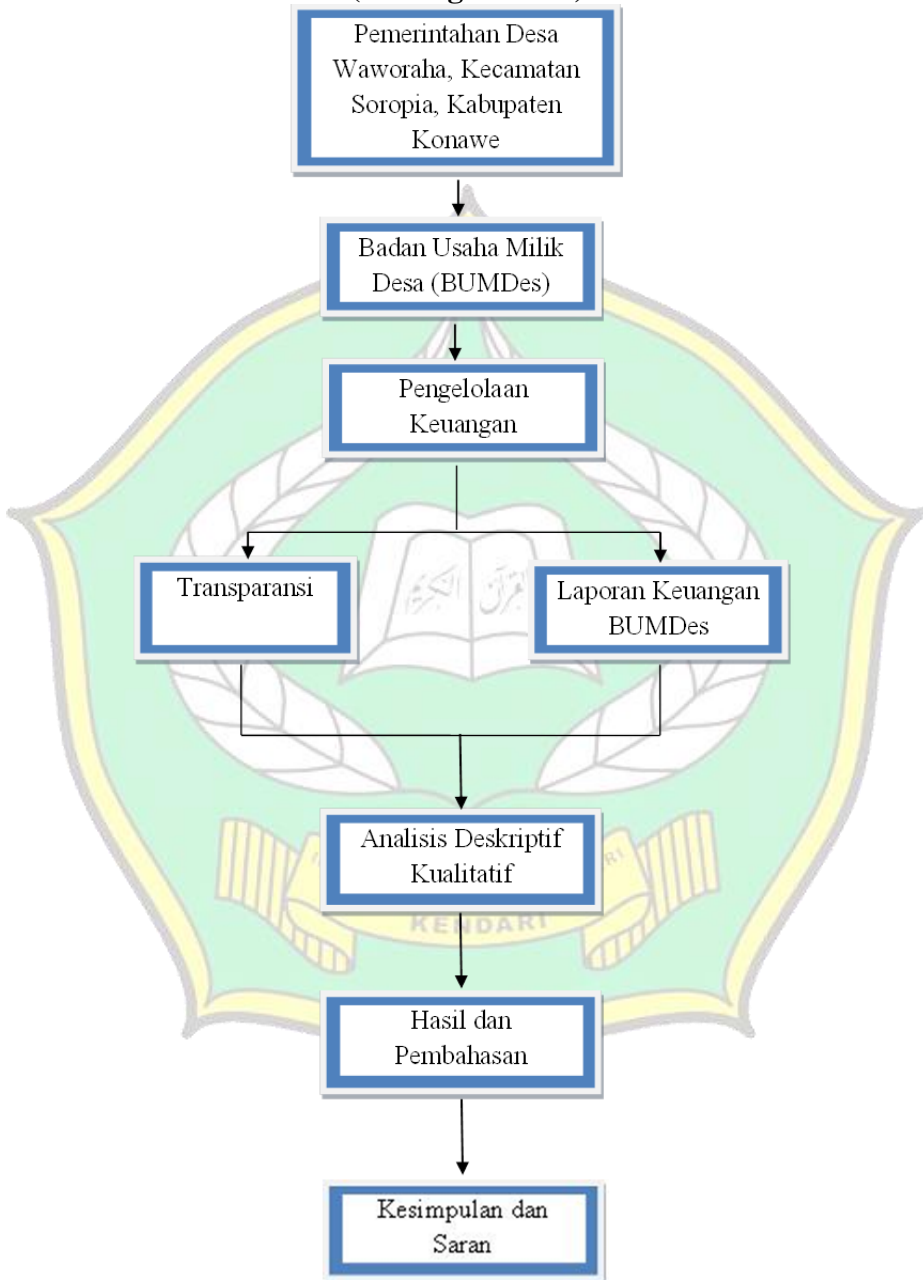 Pemerintahan Desa
Waworaha, Kecamatan
Soropia, Kabupaten
Konawe
Badan Usaha Milik
Desa (BUMDes)
Pengelolaan
Keuangan
Transparansi
Laporan Keuangan
BUMDes
Analisis Deskriptif
Kualitatif
KENDARI
Hasil dan
Pembahasan
Kesimpulan dan
Saran